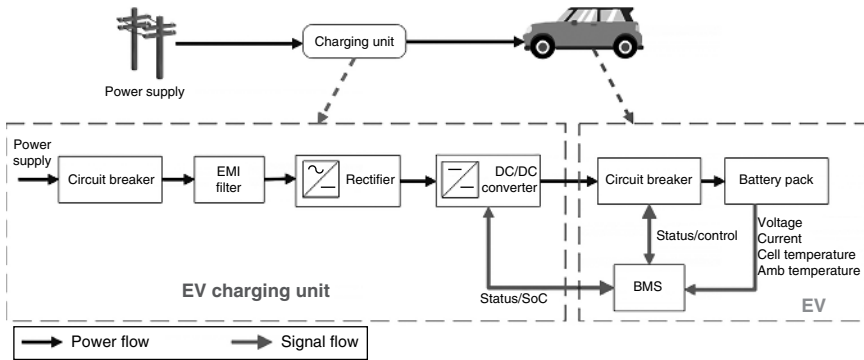 Charging unit
Power supply
Power
supply
Circuit breaker
EMI
filter
Rectifier
DC/DC
converter
Circuit breaker
Battery pack
Status/control
Voltage
Current
Cell temperature
Amb temperature
EV charging unit
Status/SoC
BMS
EV
Power flow
Signal flow